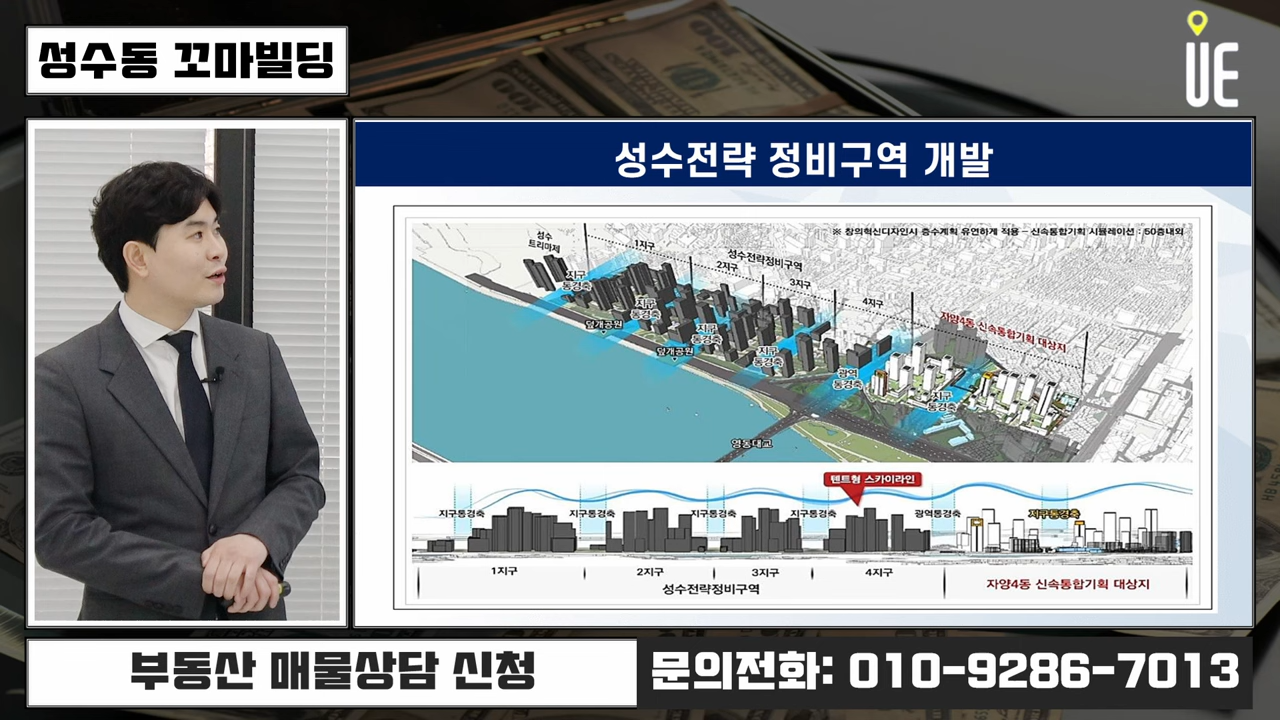 성수동 꼬마빌딩
UE
성수전략 정비구역 개발
※ 창의혁신디자인시 층수계획 유연하게 적용 - 신속통합기획 시뮬레이션 : 50층내외
성수
트리마제
1지구
성수전략정비구역
2지구
3지구
4지구
자양4동 신속통합기획 대상지
지구
통경축
지구
통경축
덮개공원
지구
통경축
덮개공원
지구
통경축
광역
통경축
지구
통경축
영동대교
텐트형 스카이라인
지구통경축
지구통경축
지구통경축
지구통경축
광역통경축
지구통경축
1지구
2지구
3지구
4지구
성수전략정비구역
자양4동 신속통합기획 대상지
부동산 매물상담 신청
문의전화: 010-9286-7013